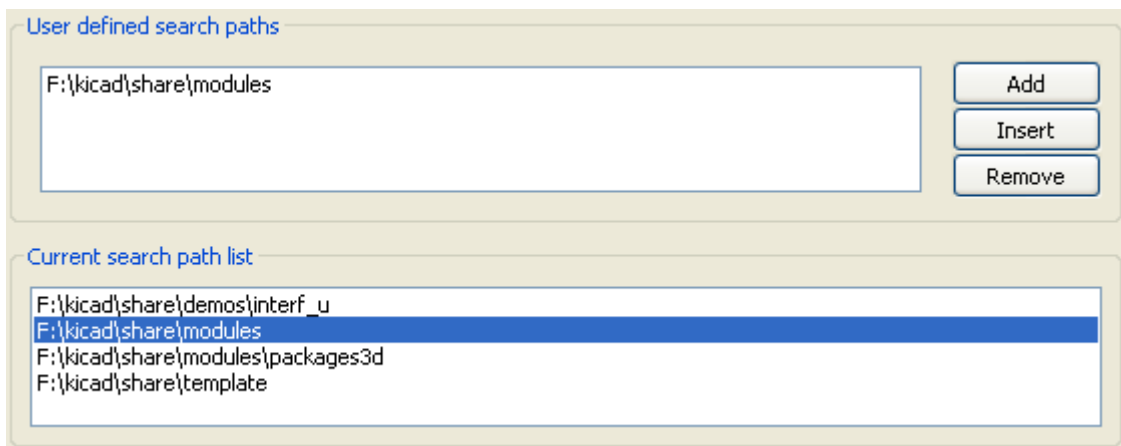 User defined search paths
F:\kicad\share\modules
Add
Insert
Remove
Current search path list
F:\kicad\share\demos\interf_u
F:\kicad\share\modules
F:\kicad\share\modules\packages3d
F:\kicad\share\template